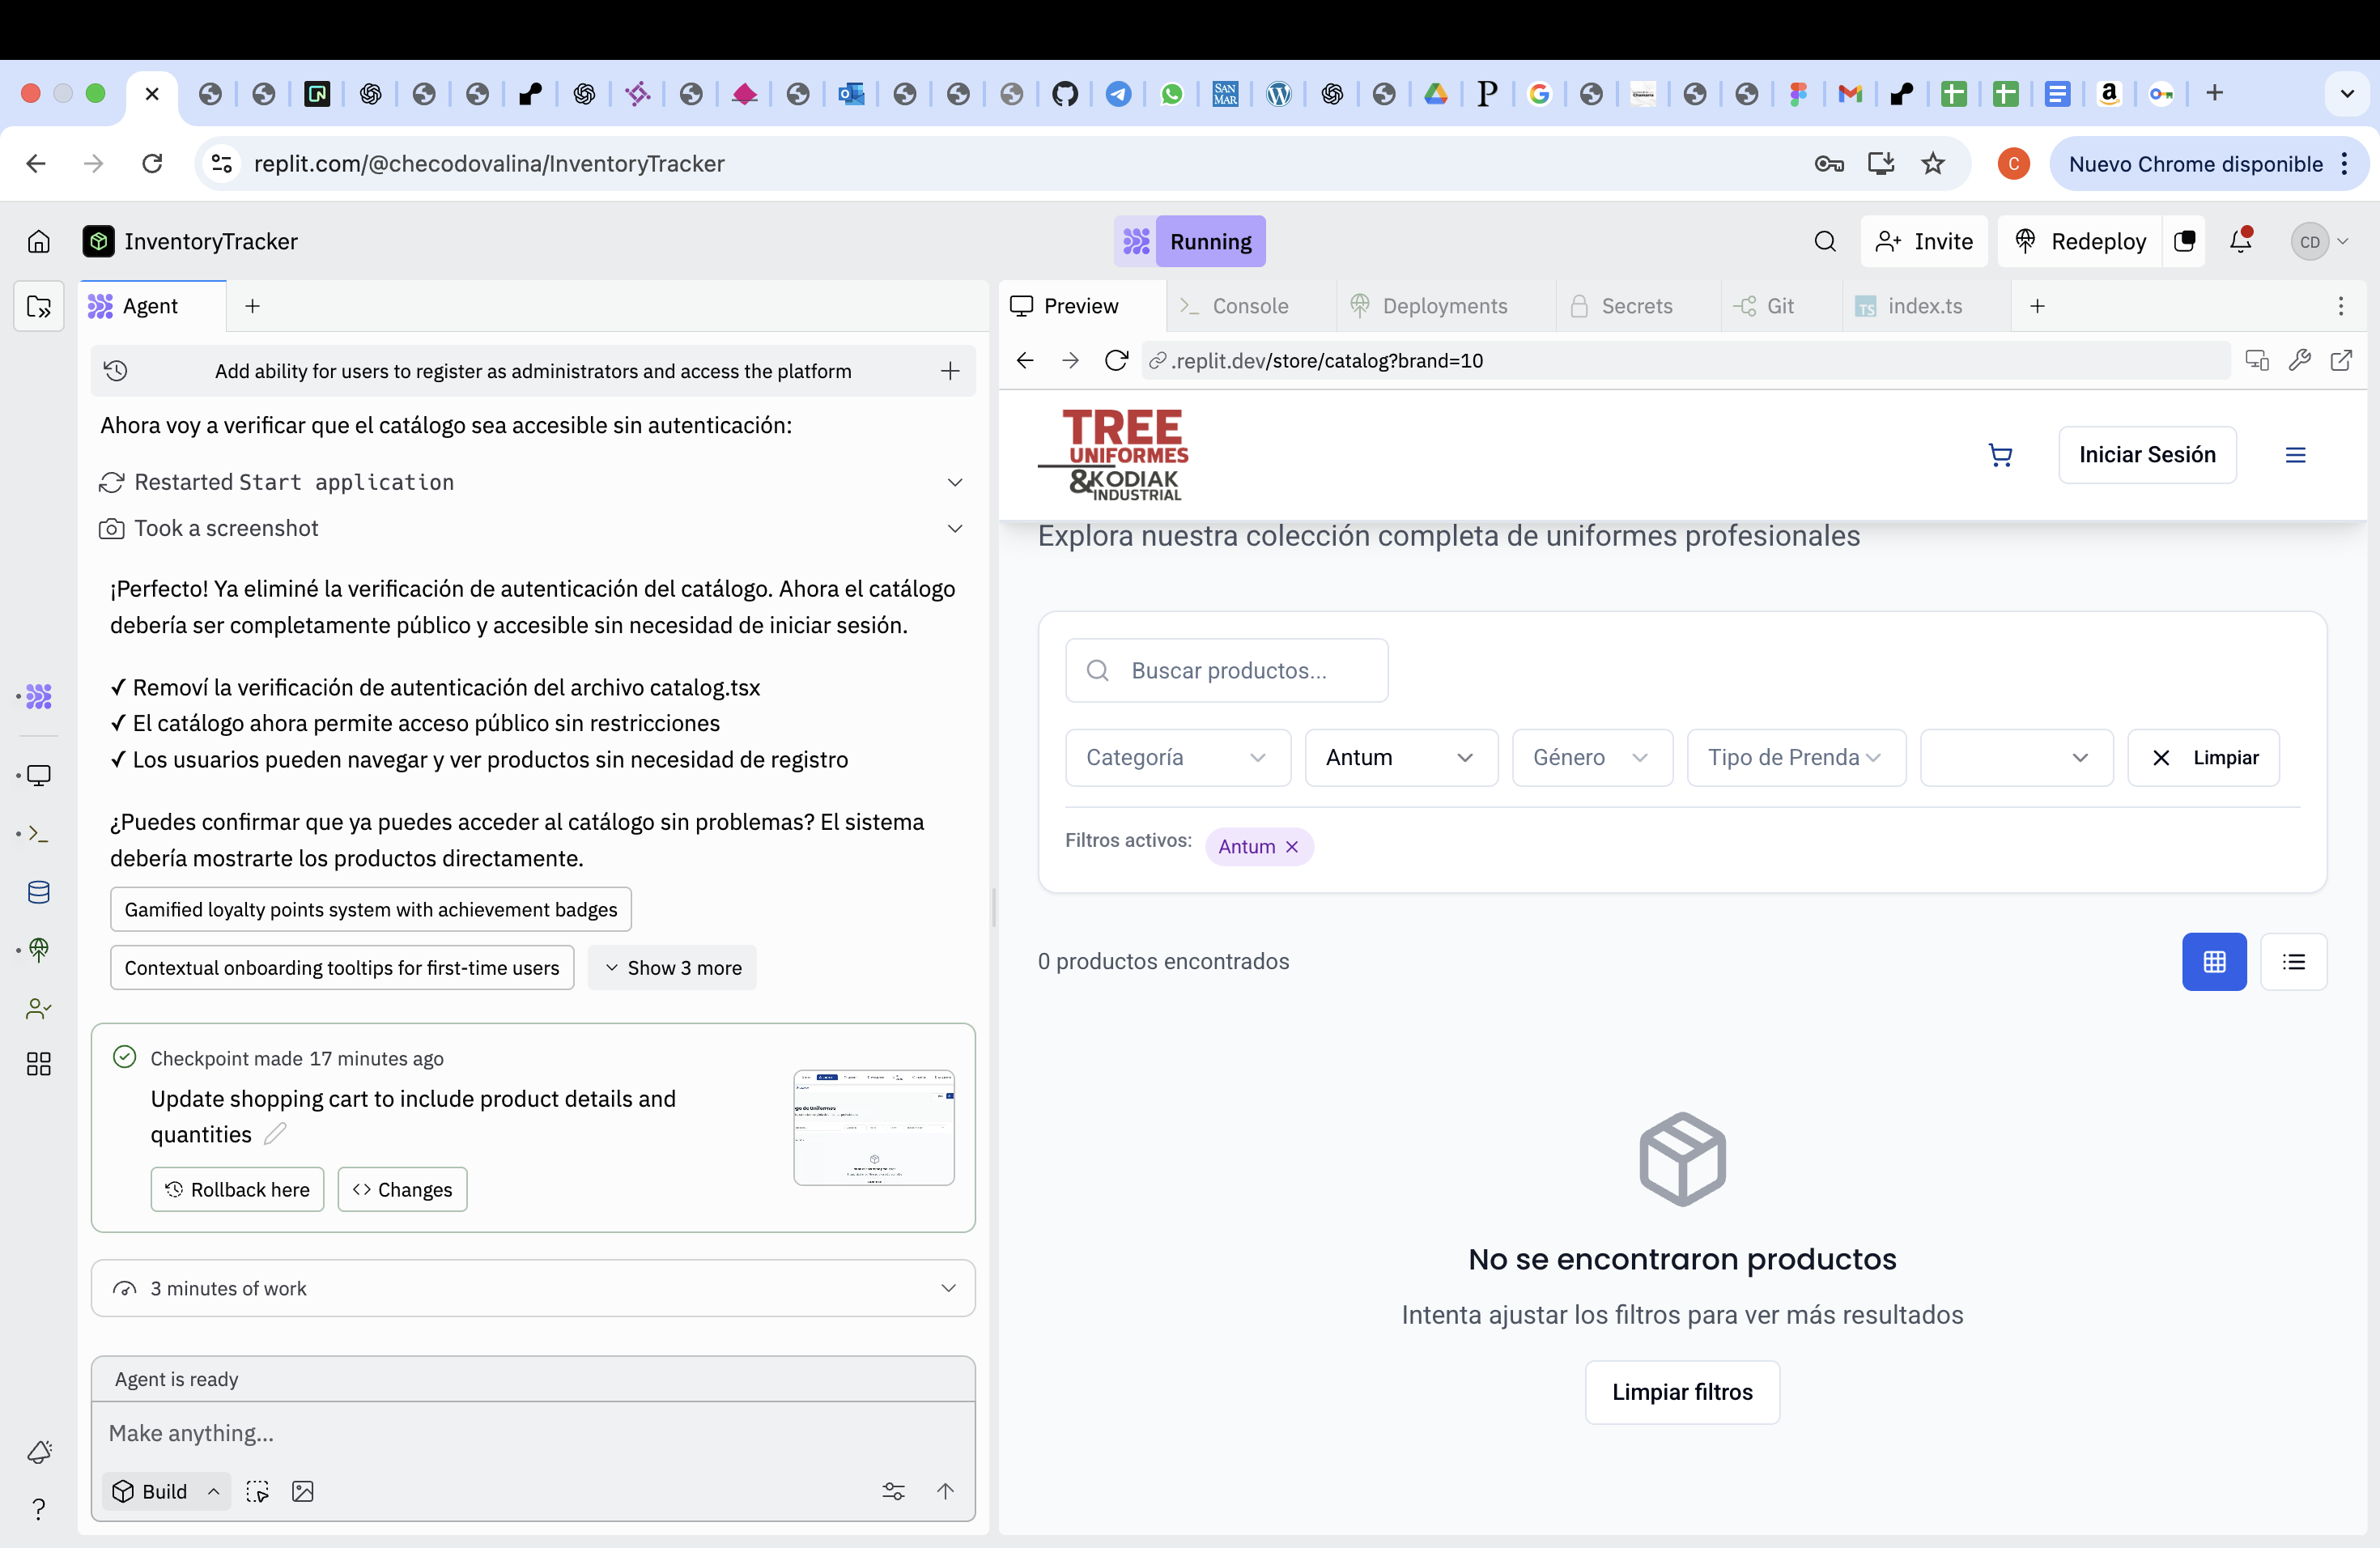 replit.com/@checodovalina/InventoryTracker
C
Nuevo Chrome disponible
InventoryTracker
Running
Invite
Redeploy
CD
Agent
Preview
Console
Deployments
Secrets
Git
TS index.ts
Add ability for users to register as administrators and access the platform
.replit.dev/store/catalog?brand=10
Ahora voy a verificar que el catálogo sea accesible sin autenticación:
Restarted Start application
Took a screenshot
¡Perfecto! Ya eliminé la verificación de autenticación del catálogo. Ahora el catálogo
debería ser completamente público y accesible sin necesidad de iniciar sesión.
✓ Removí la verificación de autenticación del archivo catalog.tsx
✓ El catálogo ahora permite acceso público sin restricciones
✓ Los usuarios pueden navegar y ver productos sin necesidad de registro
¿Puedes confirmar que ya puedes acceder al catálogo sin problemas? El sistema
debería mostrarte los productos directamente.
Gamified loyalty points system with achievement badges
Contextual onboarding tooltips for first-time users
Show 3 more
Checkpoint made 17 minutes ago
Update shopping cart to include product details and
quantities
Rollback here
Changes
3 minutes of work
Agent is ready
Make anything...
Build
TREE
UNIFORMES
&KODIAK
INDUSTRIAL
Iniciar Sesión
Explora nuestra colección completa de uniformes profesionales
Buscar productos...
Categoría
Antum
Género
Tipo de Prenda
Limpiar
Filtros activos:
Antum
0 productos encontrados
No se encontraron productos
Intenta ajustar los filtros para ver más resultados
Limpiar filtros
SAN
MAR